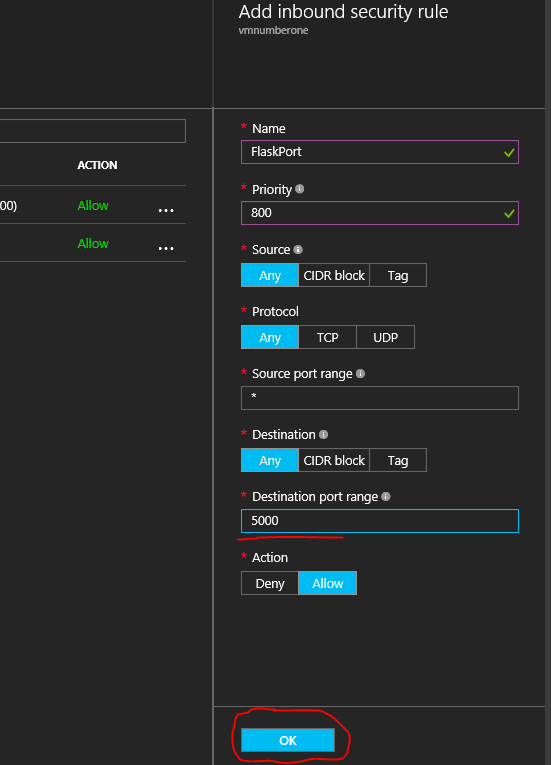 Add inbound security rule
vmnumberone
ACTION
00) Allow ...
Allow ...
* Name
FlaskPort
* Priority
800
* Source
Any CIDR block Tag
* Protocol
Any TCP UDP
* Source port range
*
* Destination
Any CIDR block Tag
* Destination port range
5000
* Action
Deny Allow
OK